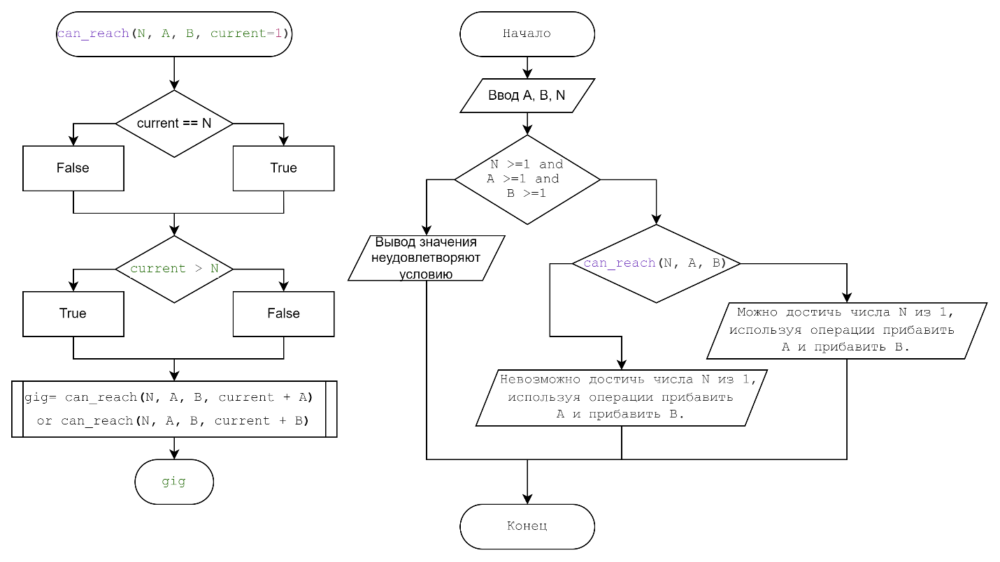 can_reach(N, A, B, current=1)
current == N
False
True
current > N
True
False
gig= can_reach(N, A, B, current + A)
or can_reach(N, A, B, current + B)
gig
Начало
Ввод A, B, N
N >=1 and
A >=1 and
B >=1
Вывод значения
неудовлетворяют
условию
can_reach(N, A, B)
Можно достичь числа N из 1,
используя операции прибавить
A и прибавить B.
Невозможно достичь числа N из 1,
используя операции прибавить
A и прибавить B.
Конец